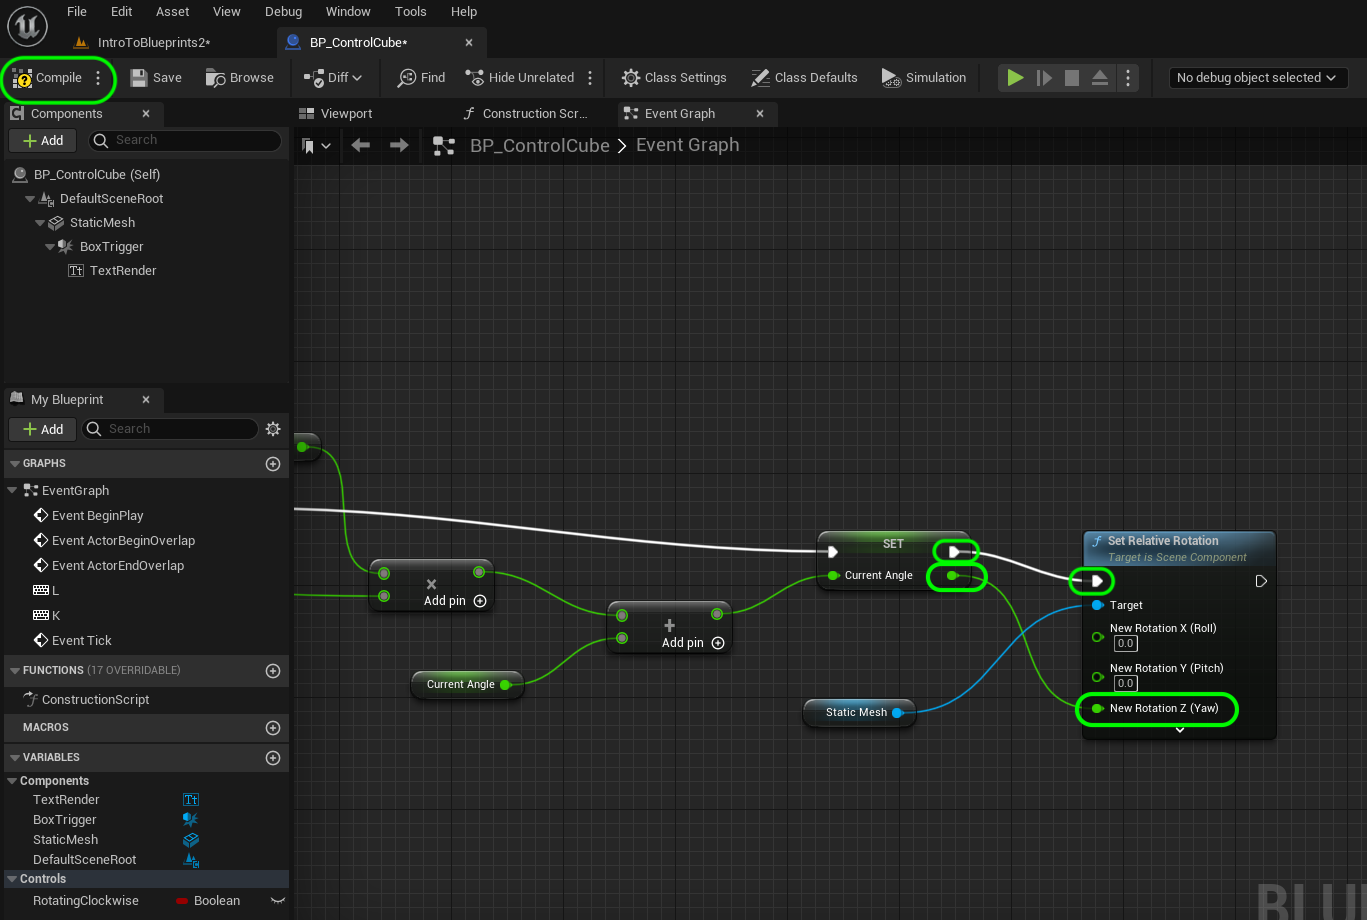 File Edit Asset View Debug Window Tools Help
IntroToBlueprints2*
BP_ControlCube*
Compile Save Browse Diff Find Hide Unrelated Class Settings Class Defaults Simulation No debug object selected
Components
Viewport
Construction Scr...
Event Graph
Add
Search
BP_ControlCube > Event Graph
BP_ControlCube (Self)
DefaultSceneRoot
StaticMesh
BoxTrigger
Tt TextRender
My Blueprint
Add
Search
GRAPHS
EventGraph
Event BeginPlay
Event ActorBeginOverlap
Event ActorEndOverlap
L
K
Event Tick
FUNCTIONS (17 OVERRIDABLE)
ConstructionScript
MACROS
VARIABLES
Components
TextRender Tt
BoxTrigger
StaticMesh
DefaultSceneRoot
Controls
RotatingClockwise Boolean
×
Add pin
+
Add pin
Current Angle
SET
Current Angle
Static Mesh
f Set Relative Rotation
Target is Scene Component
Target
New Rotation X (Roll)
0.0
New Rotation Y (Pitch)
0.0
New Rotation Z (Yaw)